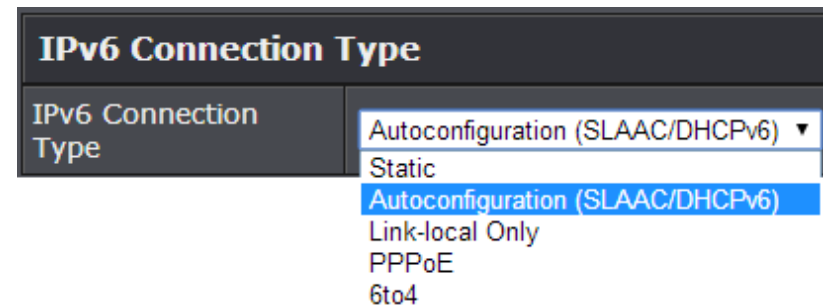 IPv6 Connection Type
IPv6 Connection
Type
Autoconfiguration (SLAAC/DHCPv6)
Static
Autoconfiguration (SLAAC/DHCPv6)
Link-local Only
PPPoE
6to4